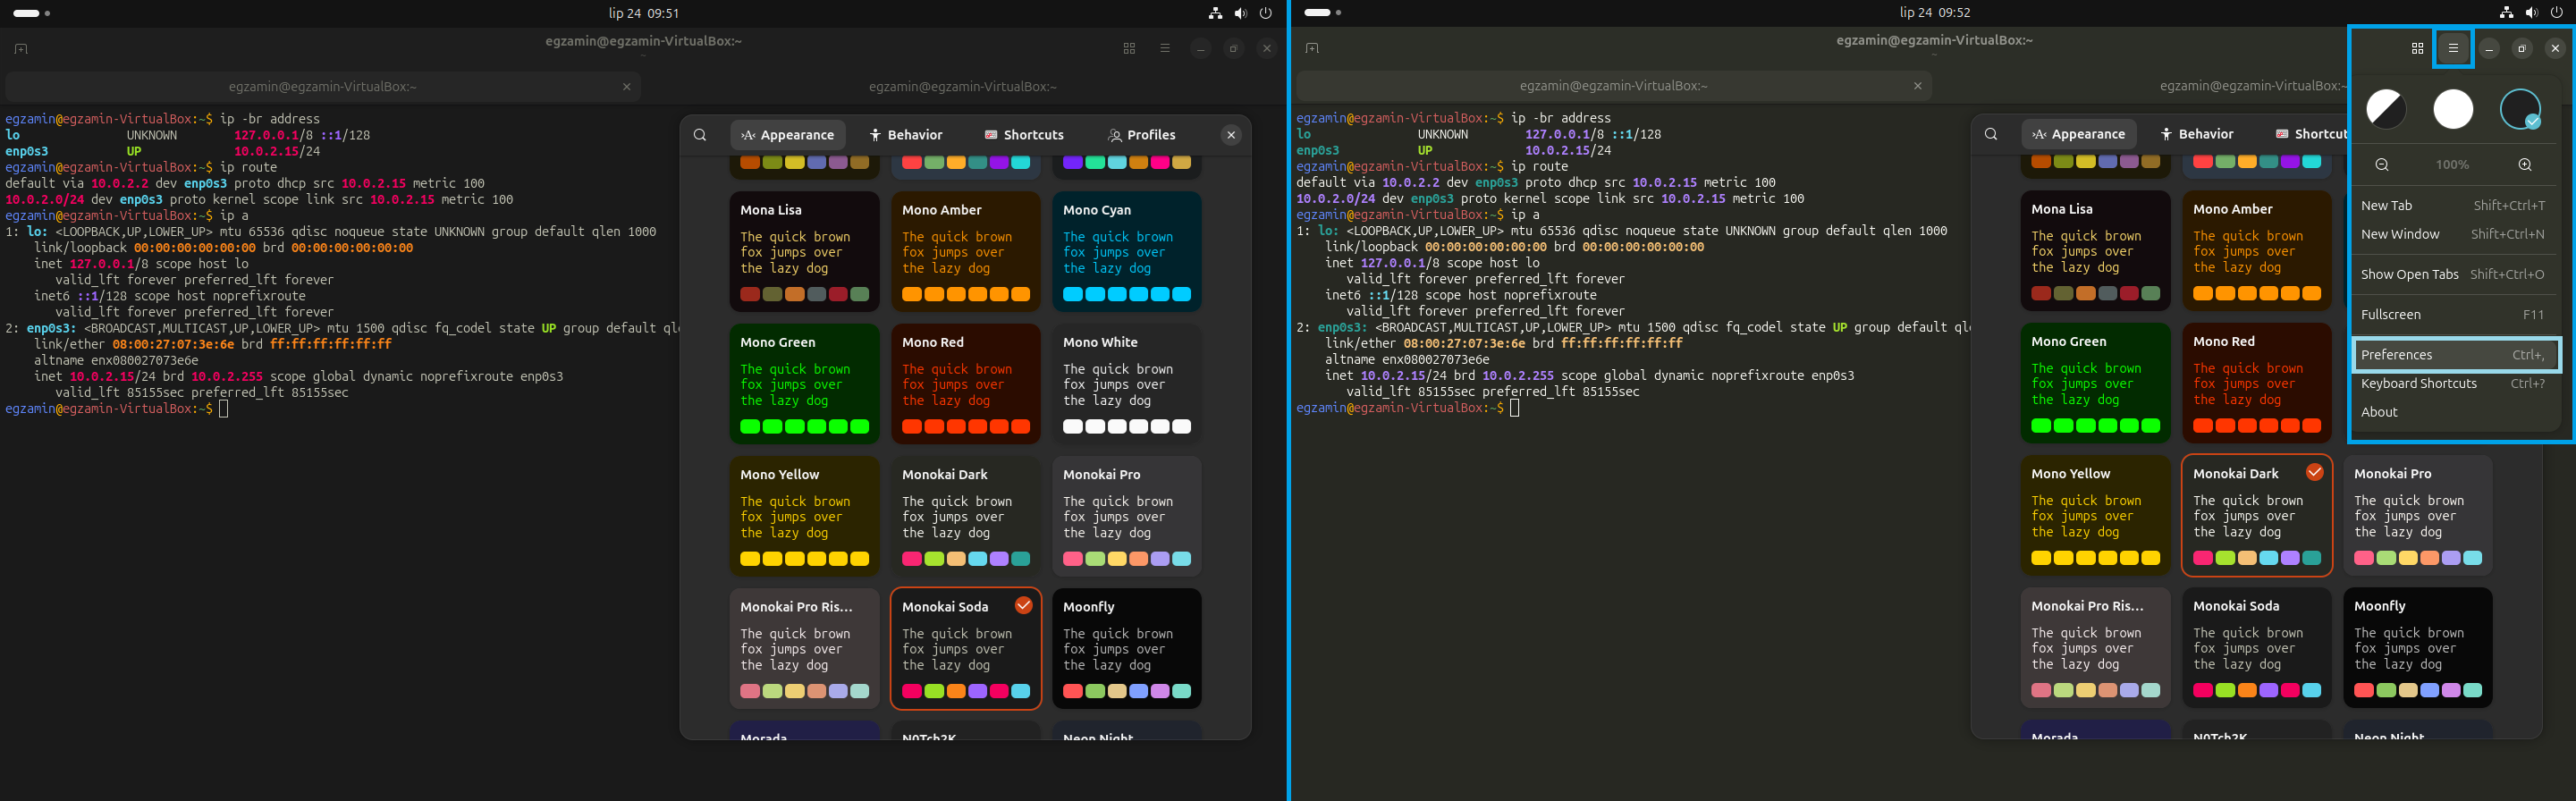 lip 24 09:51
egzamin@egzamin-VirtualBox:~
~
egzamin@egzamin-VirtualBox:~
egzamin@egzamin-VirtualBox:~
egzamin@egzamin-VirtualBox:~$ ip -br address
lo UNKNOWN 127.0.0.1/8 ::1/128
enp0s3 UP 10.0.2.15/24
egzamin@egzamin-VirtualBox:~$ ip route
default via 10.0.2.2 dev enp0s3 proto dhcp src 10.0.2.15 metric 100
10.0.2.0/24 dev enp0s3 proto kernel scope link src 10.0.2.15 metric 100
egzamin@egzamin-VirtualBox:~$ ip a
1: lo: <LOOPBACK,UP,LOWER_UP> mtu 65536 qdisc noqueue state UNKNOWN group default qlen 1000
link/loopback 00:00:00:00:00:00 brd 00:00:00:00:00:00
inet 127.0.0.1/8 scope host lo
valid_lft forever preferred_lft forever
inet6 ::1/128 scope host noprefixroute
valid_lft forever preferred_lft forever
2: enp0s3: <BROADCAST,MULTICAST,UP,LOWER_UP> mtu 1500 qdisc fq_codel state UP group default qle
link/ether 08:00:27:07:3e:6e brd ff:ff:ff:ff:ff:ff
altname enx080027073e6e
inet 10.0.2.15/24 brd 10.0.2.255 scope global dynamic noprefixroute enp0s3
valid_lft 85155sec preferred_lft 85155sec
egzamin@egzamin-VirtualBox:~$
Appearance Behavior Shortcuts Profiles
Mona Lisa Mono Amber Mono Cyan
The quick brown The quick brown The quick brown
fox jumps over fox jumps over fox jumps over
the lazy dog the lazy dog the lazy dog
Mono Green Mono Red Mono White
The quick brown The quick brown The quick brown
fox jumps over fox jumps over fox jumps over
the lazy dog the lazy dog the lazy dog
Mono Yellow Monokai Dark Monokai Pro
The quick brown The quick brown The quick brown
fox jumps over fox jumps over fox jumps over
the lazy dog the lazy dog the lazy dog
Monokai Pro Ris... Monokai Soda Moonfly
The quick brown The quick brown The quick brown
fox jumps over fox jumps over fox jumps over
the lazy dog the lazy dog the lazy dog
Morada N0Tch2K Neon Night
lip 24 09:52
egzamin@egzamin-VirtualBox:~
~
egzamin@egzamin-VirtualBox:~
egzamin@egzamin-VirtualBox:~
egzamin@egzamin-VirtualBox:~$ ip -br address
lo UNKNOWN 127.0.0.1/8 ::1/128
enp0s3 UP 10.0.2.15/24
egzamin@egzamin-VirtualBox:~$ ip route
default via 10.0.2.2 dev enp0s3 proto dhcp src 10.0.2.15 metric 100
10.0.2.0/24 dev enp0s3 proto kernel scope link src 10.0.2.15 metric 100
egzamin@egzamin-VirtualBox:~$ ip a
1: lo: <LOOPBACK,UP,LOWER_UP> mtu 65536 qdisc noqueue state UNKNOWN group default qlen 1000
link/loopback 00:00:00:00:00:00 brd 00:00:00:00:00:00
inet 127.0.0.1/8 scope host lo
valid_lft forever preferred_lft forever
inet6 ::1/128 scope host noprefixroute
valid_lft forever preferred_lft forever
2: enp0s3: <BROADCAST,MULTICAST,UP,LOWER_UP> mtu 1500 qdisc fq_codel state UP group default qle
link/ether 08:00:27:07:3e:6e brd ff:ff:ff:ff:ff:ff
altname enx080027073e6e
inet 10.0.2.15/24 brd 10.0.2.255 scope global dynamic noprefixroute enp0s3
valid_lft 85155sec preferred_lft 85155sec
egzamin@egzamin-VirtualBox:~$
Appearance Behavior Shortcut
Mona Lisa Mono Amber
The quick brown The quick brown
fox jumps over fox jumps over
the lazy dog the lazy dog
Mono Green Mono Red
The quick brown The quick brown
fox jumps over fox jumps over
the lazy dog the lazy dog
Mono Yellow Monokai Dark Monokai Pro
The quick brown The quick brown The quick brown
fox jumps over fox jumps over fox jumps over
the lazy dog the lazy dog the lazy dog
Monokai Pro Ris... Monokai Soda Moonfly
The quick brown The quick brown The quick brown
fox jumps over fox jumps over fox jumps over
the lazy dog the lazy dog the lazy dog
Morada N0Tch2K Neon Night
100%
New Tab Shift+Ctrl+T
New Window Shift+Ctrl+N
Show Open Tabs Shift+Ctrl+O
Fullscreen F11
Preferences Ctrl+,
Keyboard Shortcuts Ctrl+?
About